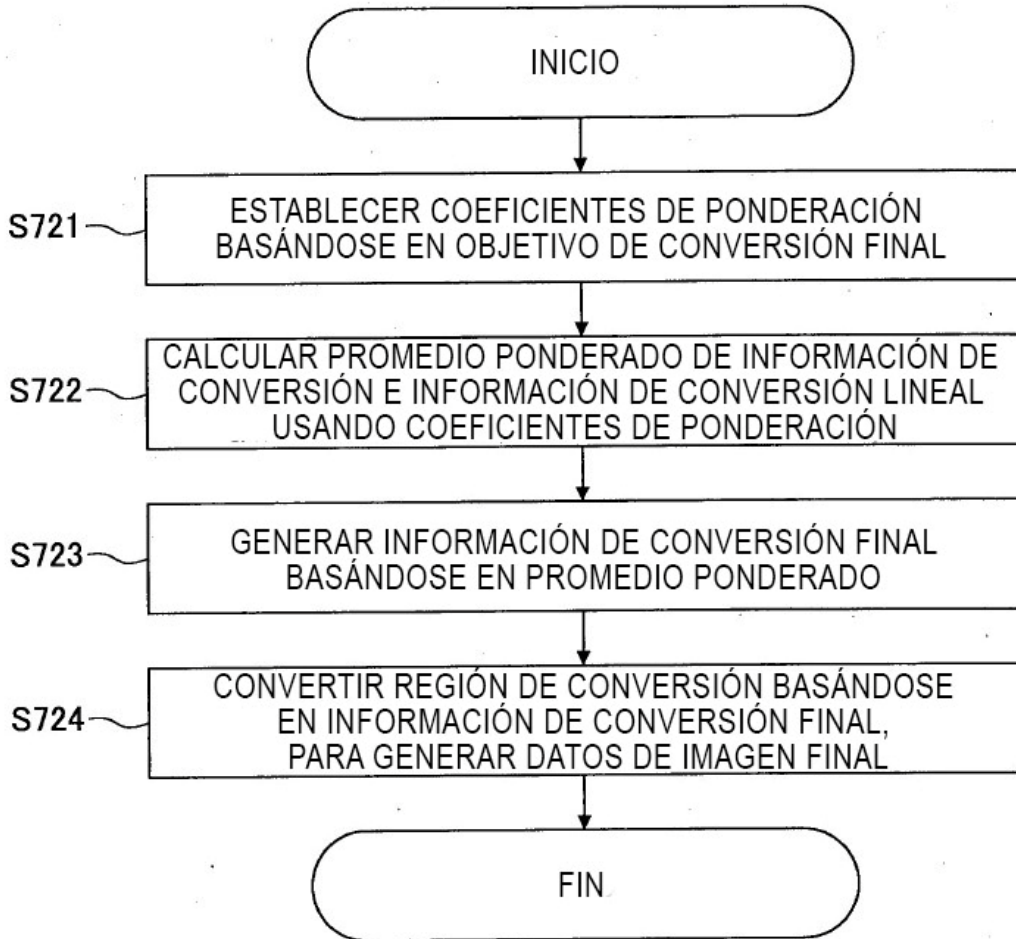 INICIO
S721
ESTABLECER COEFICIENTES DE PONDERACIÓN
BASÁNDOSE EN OBJETIVO DE CONVERSIÓN FINAL
S722
CALCULAR PROMEDIO PONDERADO DE INFORMACIÓN DE
CONVERSIÓN E INFORMACIÓN DE CONVERSIÓN LINEAL
USANDO COEFICIENTES DE PONDERACIÓN
S723
GENERAR INFORMACIÓN DE CONVERSIÓN FINAL
BASÁNDOSE EN PROMEDIO PONDERADO
S724
CONVERTIR REGIÓN DE CONVERSIÓN BASÁNDOSE
EN INFORMACIÓN DE CONVERSIÓN FINAL,
PARA GENERAR DATOS DE IMAGEN FINAL
FIN